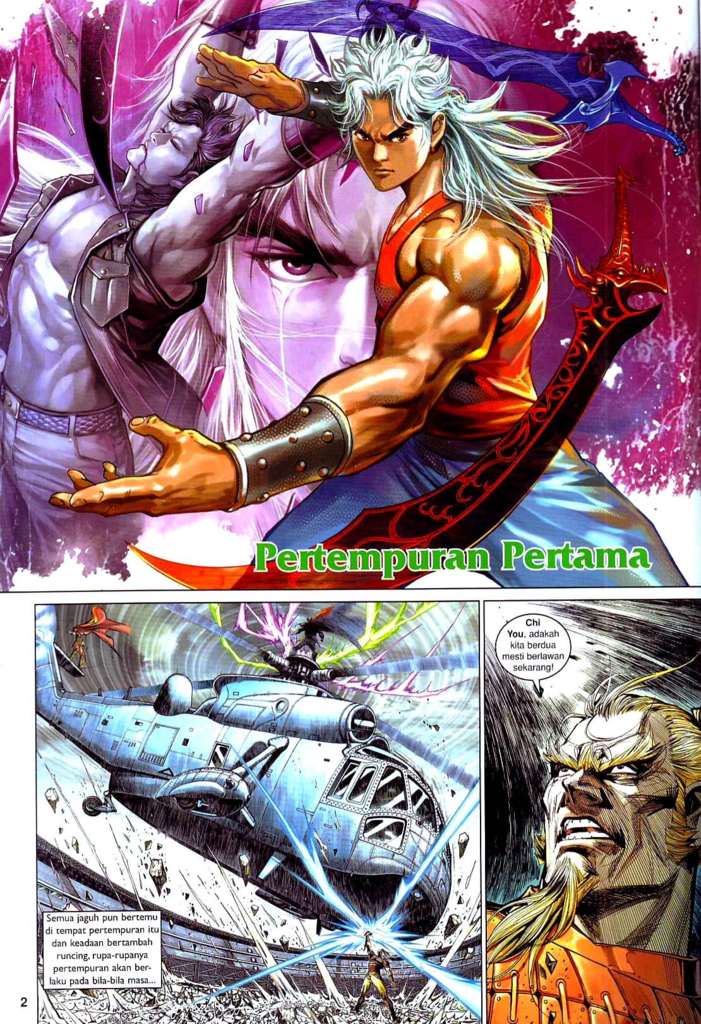 Pertempuran Pertama
Chi
You, adakah
kita berdua
mesti berlawan
sekarang!
Semua jaguh pun bertemu
di tempat pertempuran itu
dan keadaan bertambah
runcing, rupa-rupanya
pertempuran akan ber-
laku pada bila-bila masa...
2